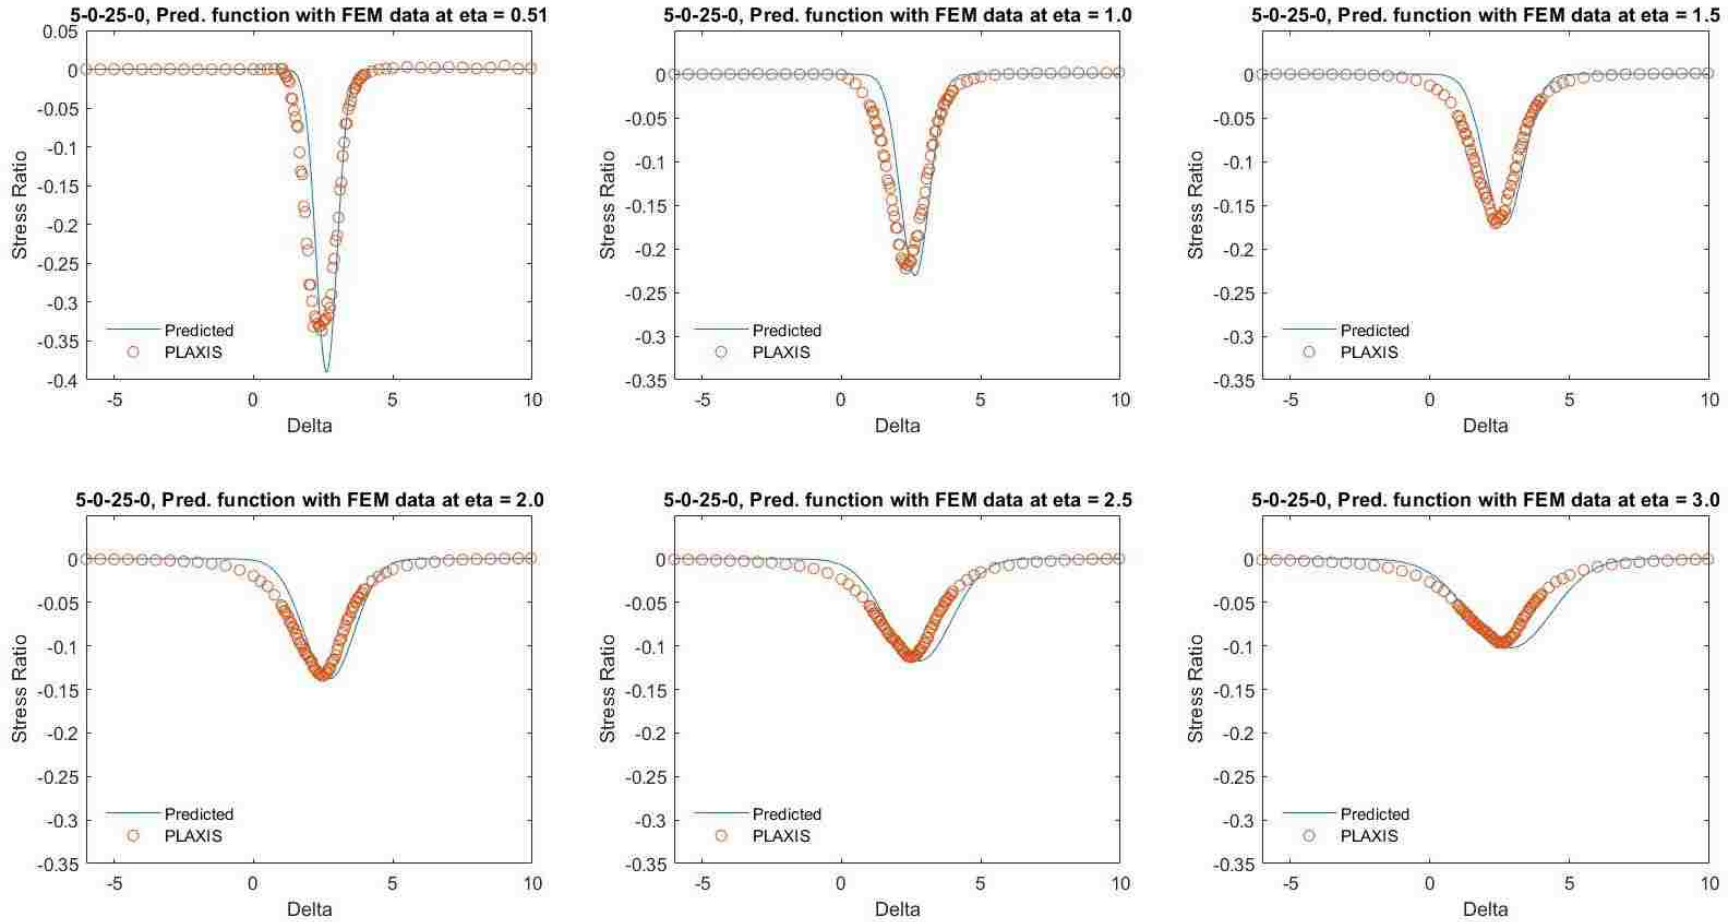 5-0-25-0, Pred. function with FEM data at eta = 0.51
0.05
0
-0.05
-0.1
-0.15
-0.2
-0.25
-0.3
-0.35
-0.4
Stress Ratio
Predicted
PLAXIS
-5 0 5 10
Delta
5-0-25-0, Pred. function with FEM data at eta = 1.0
0
-0.05
-0.1
-0.15
-0.2
-0.25
-0.3
-0.35
Stress Ratio
Predicted
PLAXIS
-5 0 5 10
Delta
5-0-25-0, Pred. function with FEM data at eta = 1.5
0
-0.05
-0.1
-0.15
-0.2
-0.25
-0.3
-0.35
Stress Ratio
Predicted
PLAXIS
-5 0 5 10
Delta
5-0-25-0, Pred. function with FEM data at eta = 2.0
0
-0.05
-0.1
-0.15
-0.2
-0.25
-0.3
-0.35
Stress Ratio
Predicted
PLAXIS
-5 0 5 10
Delta
5-0-25-0, Pred. function with FEM data at eta = 2.5
0
-0.05
-0.1
-0.15
-0.2
-0.25
-0.3
-0.35
Stress Ratio
Predicted
PLAXIS
-5 0 5 10
Delta
5-0-25-0, Pred. function with FEM data at eta = 3.0
0
-0.05
-0.1
-0.15
-0.2
-0.25
-0.3
-0.35
Stress Ratio
Predicted
PLAXIS
-5 0 5 10
Delta